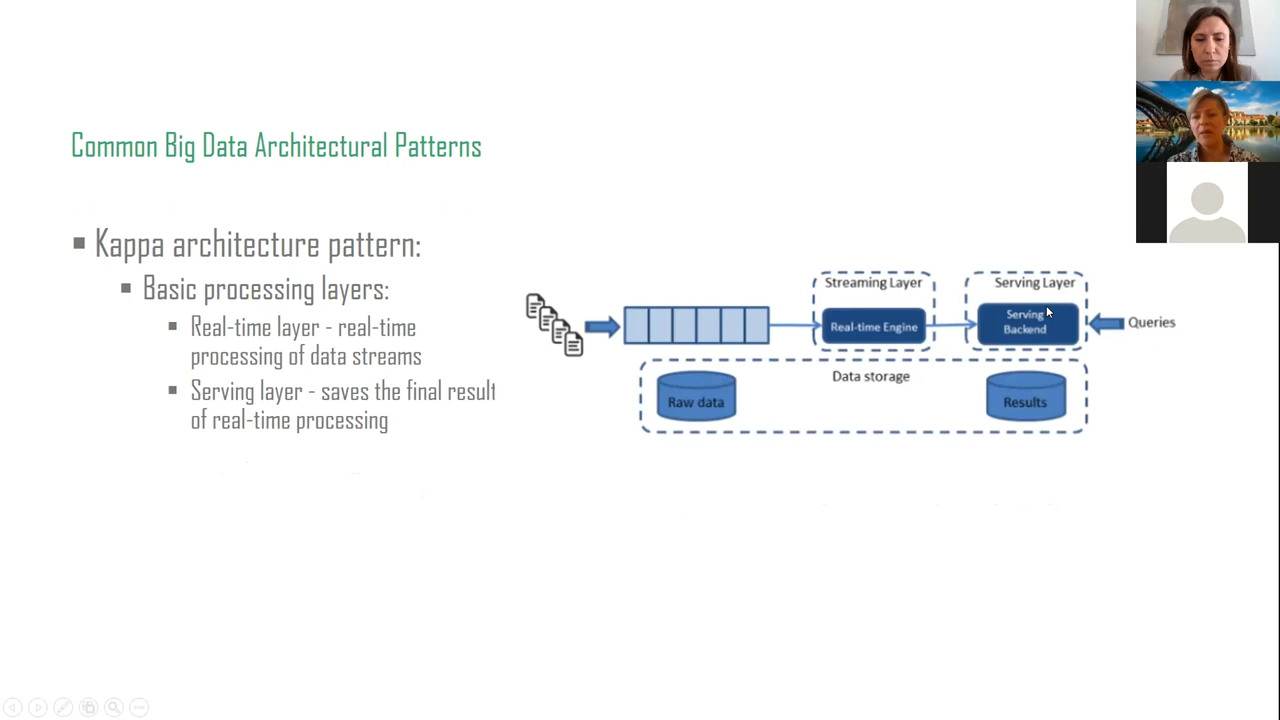 Common Big Data Architectural Patterns
Kappa architecture pattern:
Basic processing layers:
Real-time layer - real-time
processing of data streams
Serving layer - saves the final result
of real-time processing
Streaming Layer
Real-time Engine
Serving Layer
Serving
Backend
Queries
Data storage
Raw data
Results